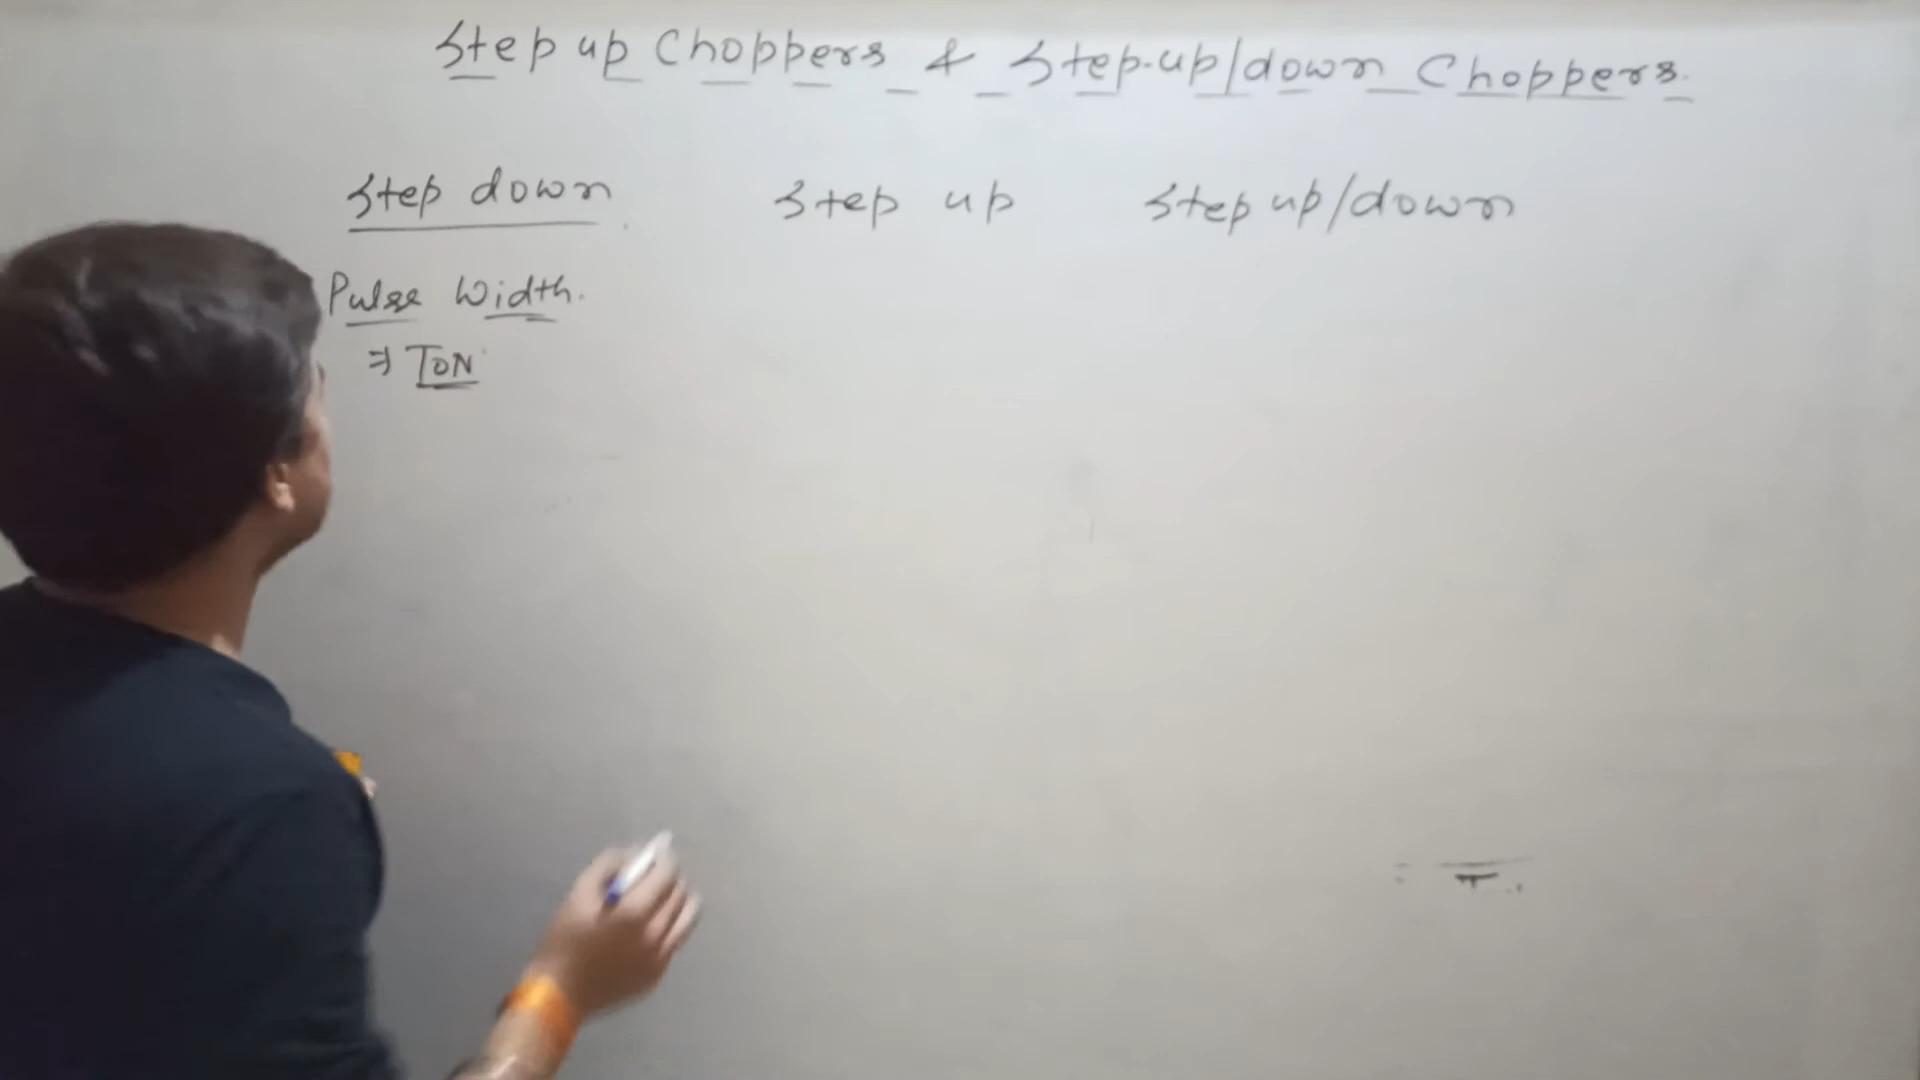 Step up Choppers & Step-up/down Choppers.
Step down Step up Step up/down
Pulse Width.
⇒ TON
= T.